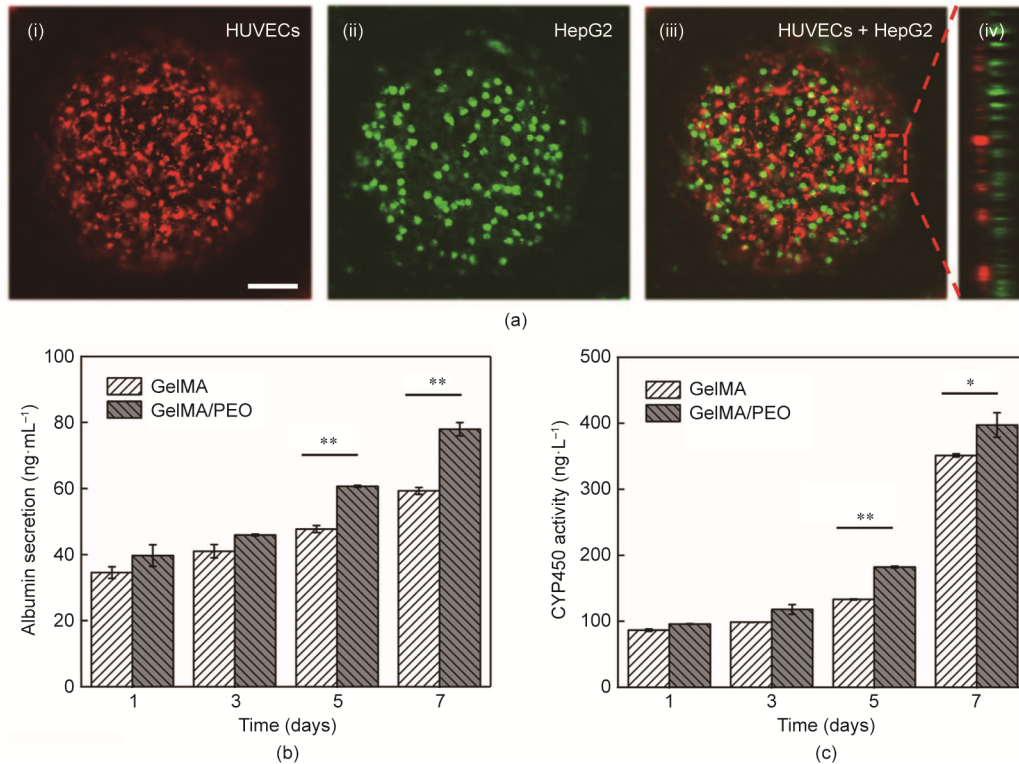 (i) HUVECs
(ii) HepG2
(iii) HUVECs + HepG2
(iv)
(a)
Albumin secretion (ng·mL⁻¹)
100
80
60
40
20
0
GelMA
GelMA/PEO
**
**
1 3 5 7
Time (days)
(b)
CYP450 activity (ng·L⁻¹)
500
400
300
200
100
0
GelMA
GelMA/PEO
**
*
1 3 5 7
Time (days)
(c)